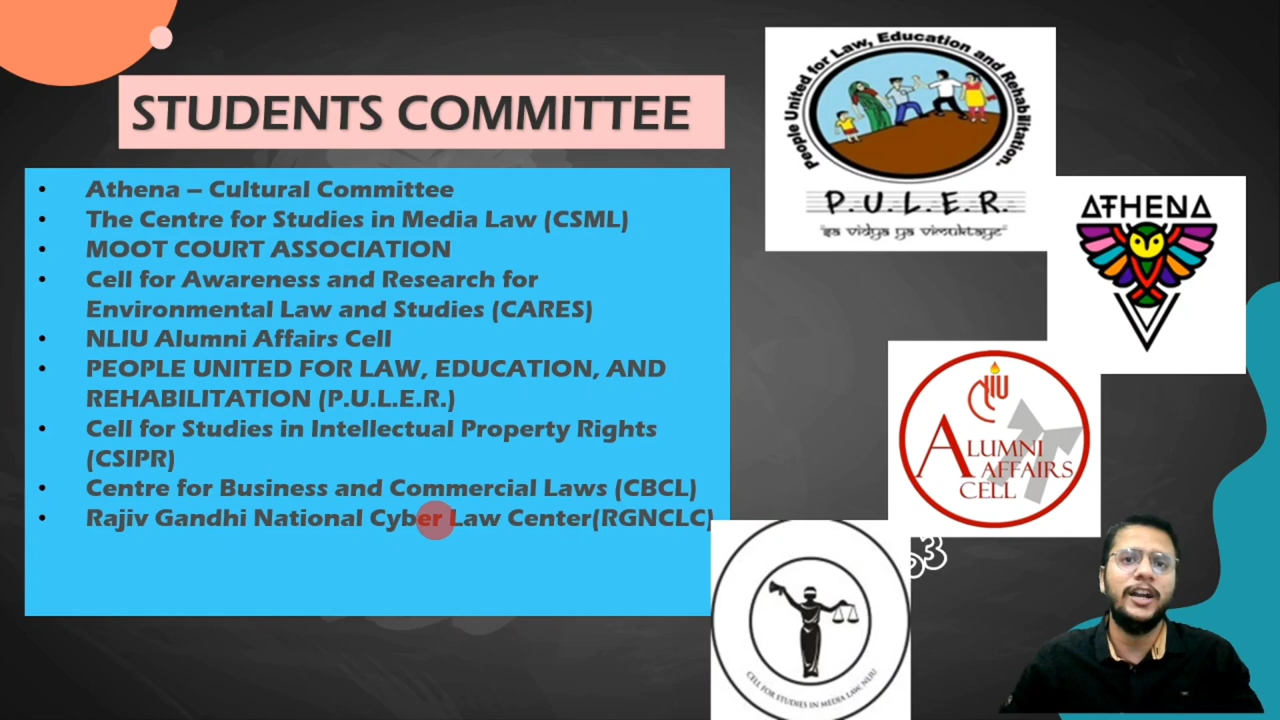 STUDENTS COMMITTEE
• Athena – Cultural Committee
• The Centre for Studies in Media Law (CSML)
• MOOT COURT ASSOCIATION
• Cell for Awareness and Research for
Environmental Law and Studies (CARES)
• NLIU Alumni Affairs Cell
• PEOPLE UNITED FOR LAW, EDUCATION, AND
REHABILITATION (P.U.L.E.R.)
• Cell for Studies in Intellectual Property Rights
(CSIPR)
• Centre for Business and Commercial Laws (CBCL)
• Rajiv Gandhi National Cyber Law Center(RGNCLC)
People United for Law, Education and Rehabilitation.
P.U.L.E.R.
"sa vidya ya vimuktaye"
ATHENA
NLIU
ALUMNI
AFFAIRS
CELL
CELL FOR STUDIES IN MEDIA LAW, NLIU